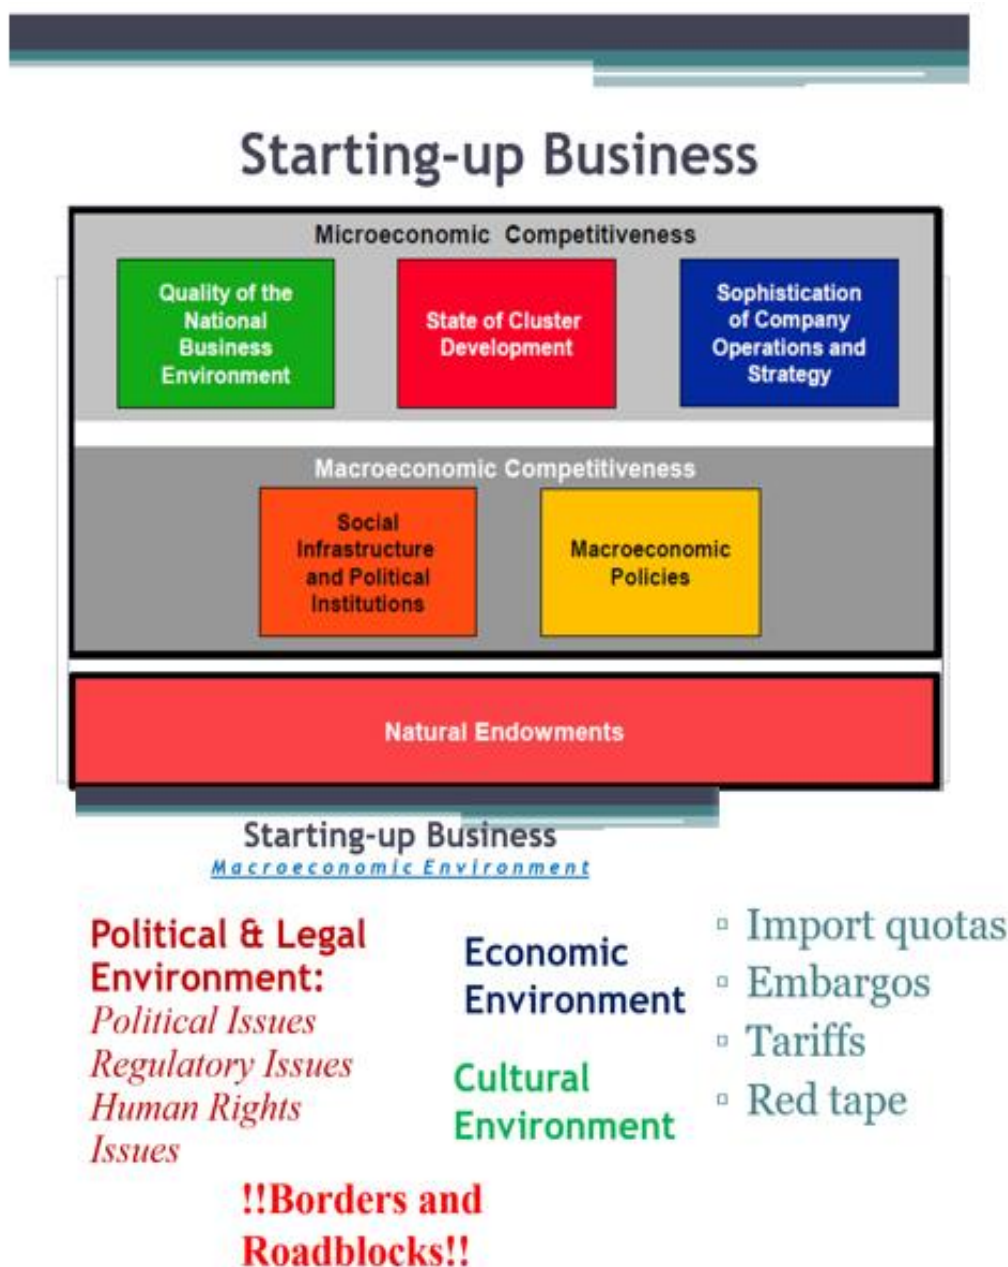 Starting-up Business
Microeconomic Competitiveness
Quality of the
National
Business
Environment
State of Cluster
Development
Sophistication
of Company
Operations and
Strategy
Macroeconomic Competitiveness
Social
Infrastructure
and Political
Institutions
Macroeconomic
Policies
Natural Endowments
Starting-up Business
Macroeconomic Environment
Political & Legal
Environment:
Political Issues
Regulatory Issues
Human Rights
Issues
Economic
Environment
Cultural
Environment
▫ Import quotas
▫ Embargos
▫ Tariffs
▫ Red tape
!!Borders and
Roadblocks!!